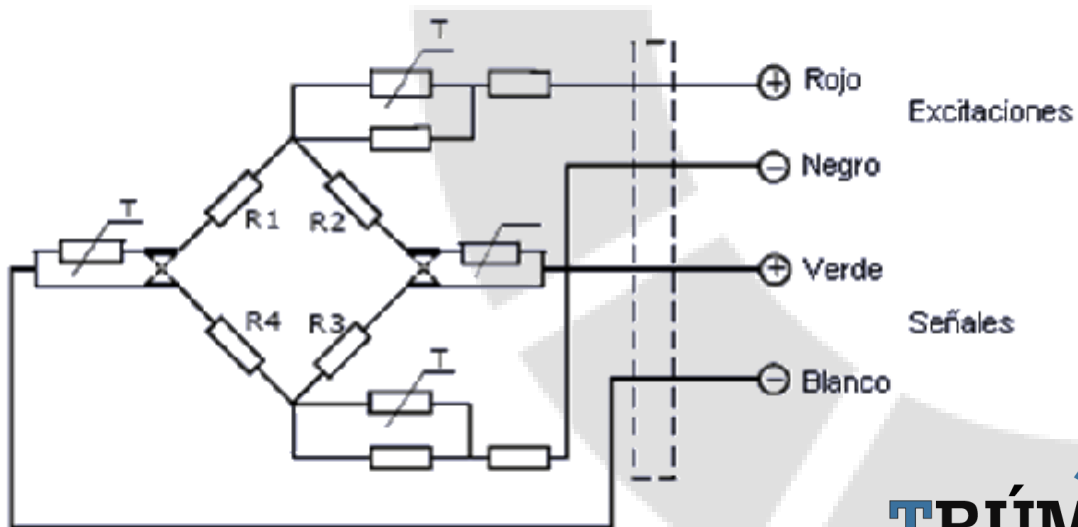 T
⊕ Rojo
Excitaciones
⊖ Negro
T
R1 R2
⊕ Verde
R4 R3
Señales
T
⊖ Blanco